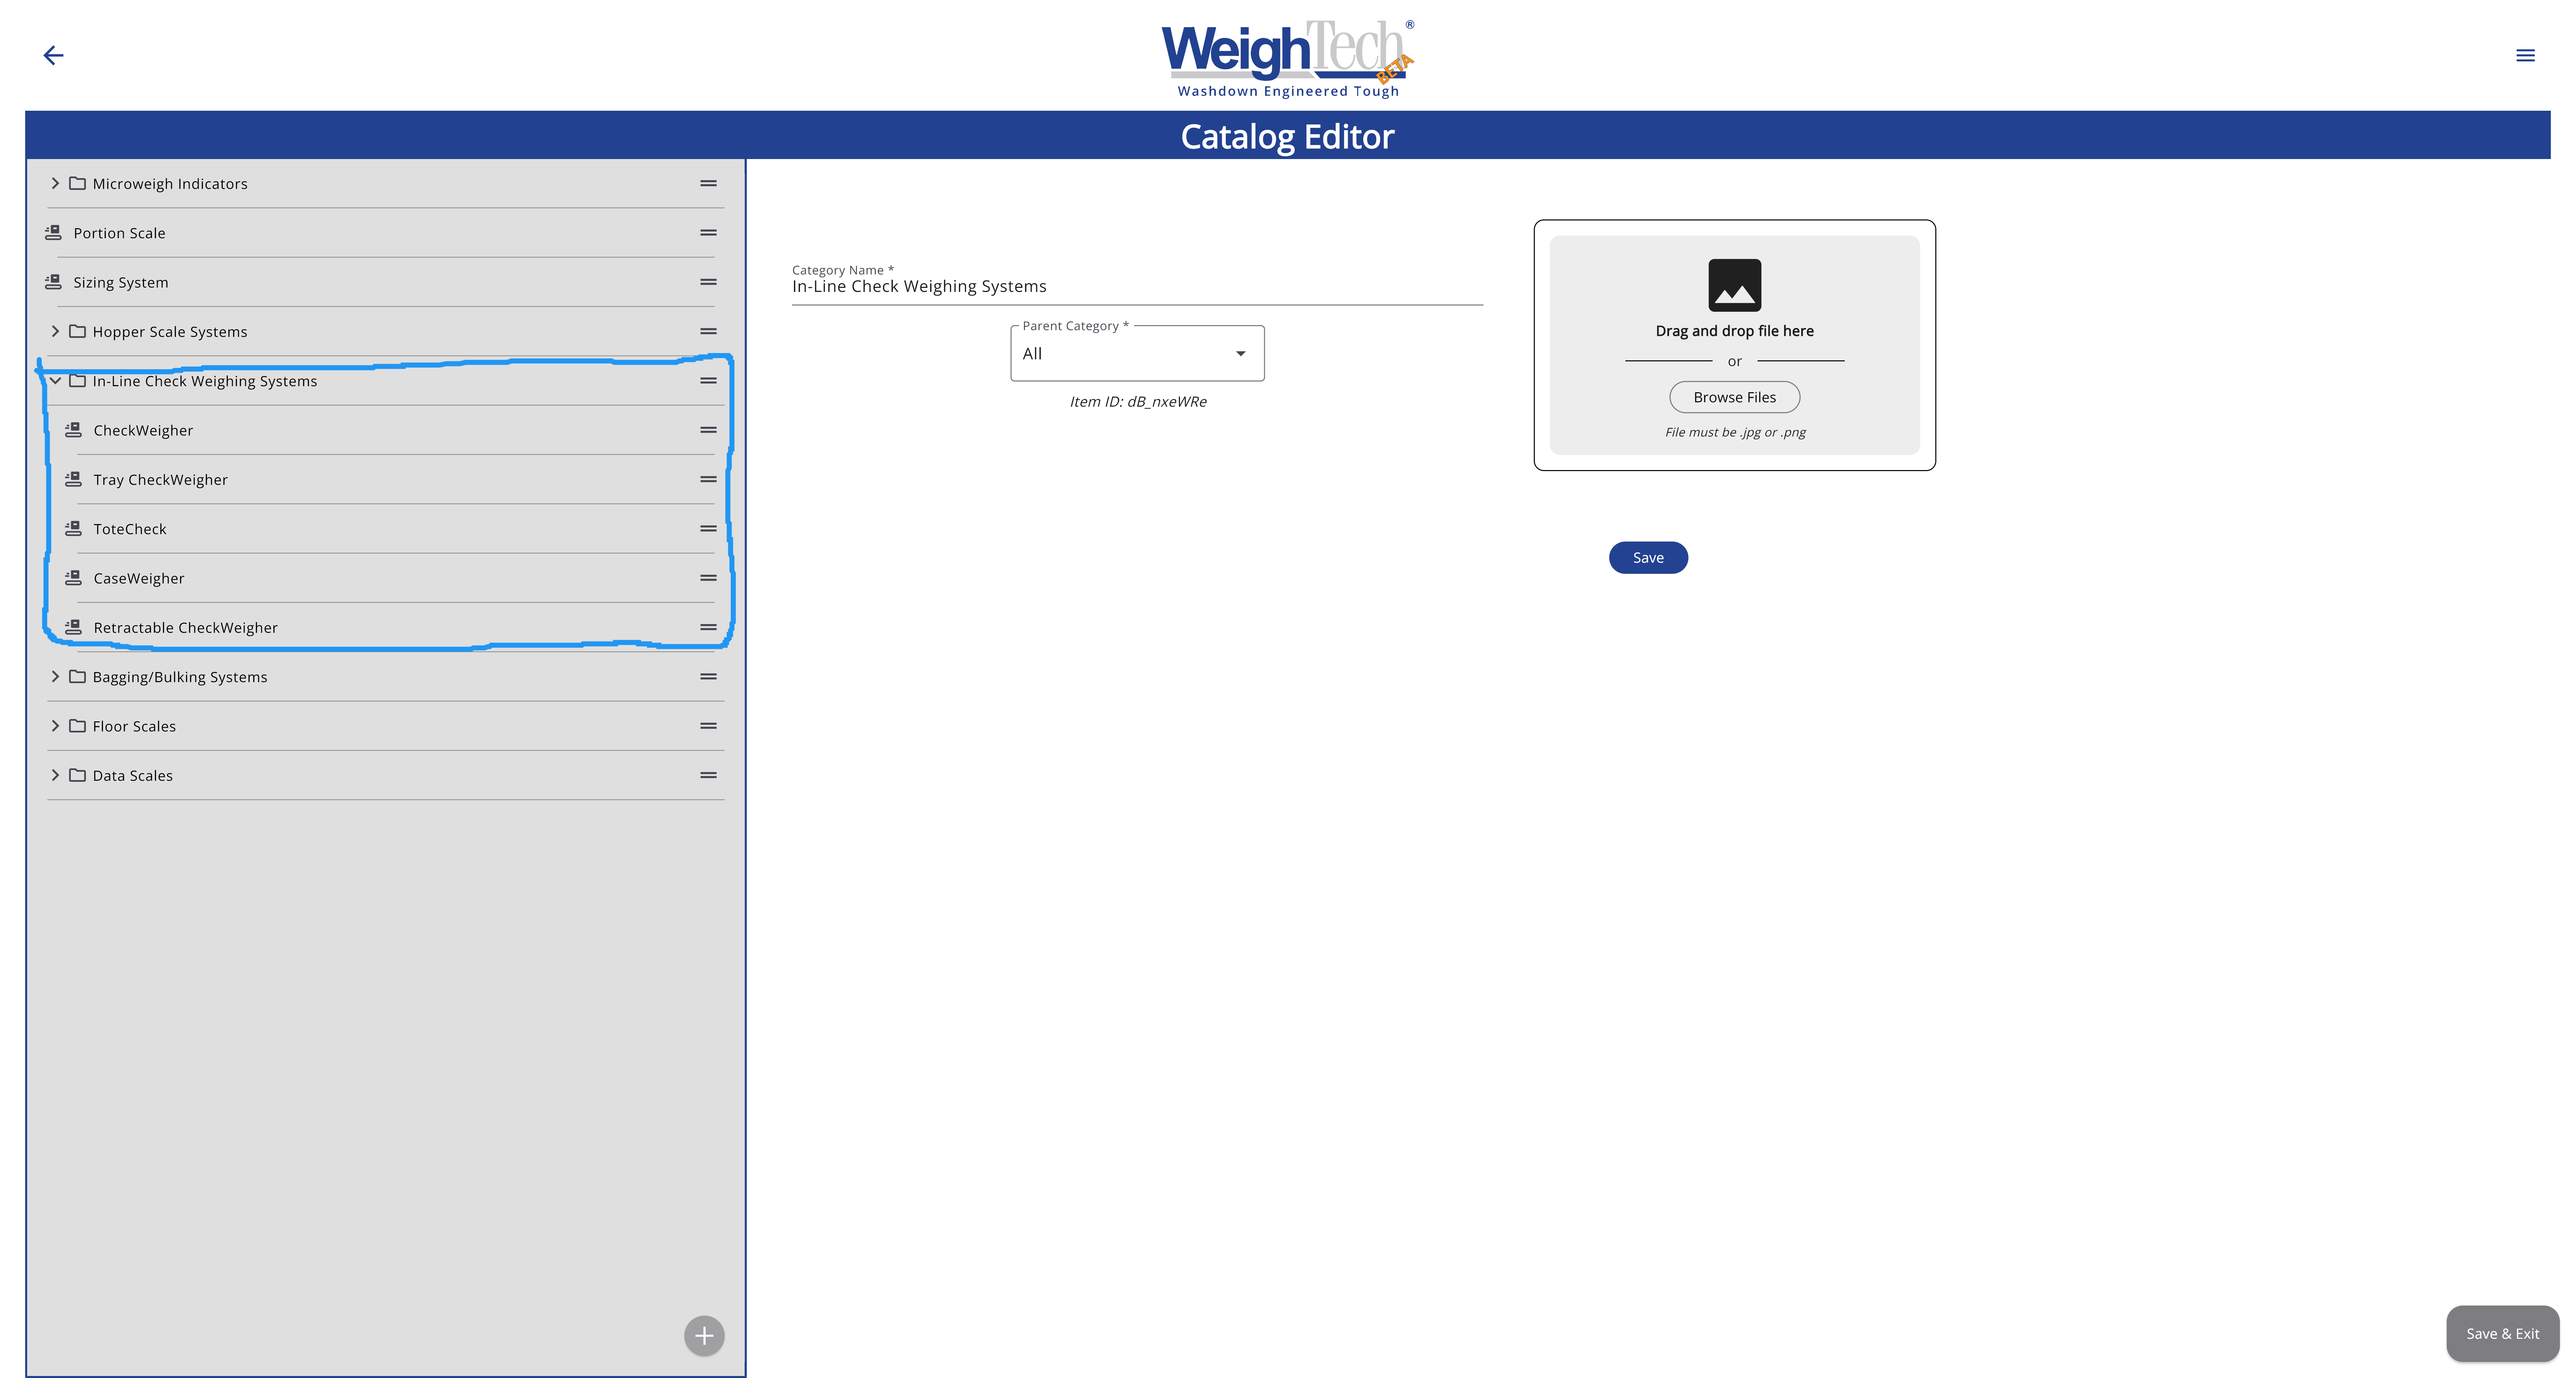 WeighTech®
BETA
Washdown Engineered Tough
Catalog Editor
Microweigh Indicators
Portion Scale
Sizing System
Hopper Scale Systems
In-Line Check Weighing Systems
CheckWeigher
Tray CheckWeigher
ToteCheck
CaseWeigher
Retractable CheckWeigher
Bagging/Bulking Systems
Floor Scales
Data Scales
Category Name *
In-Line Check Weighing Systems
Parent Category *
All
Item ID: dB_nxeWRe
Drag and drop file here
or
Browse Files
File must be .jpg or .png
Save
Save & Exit